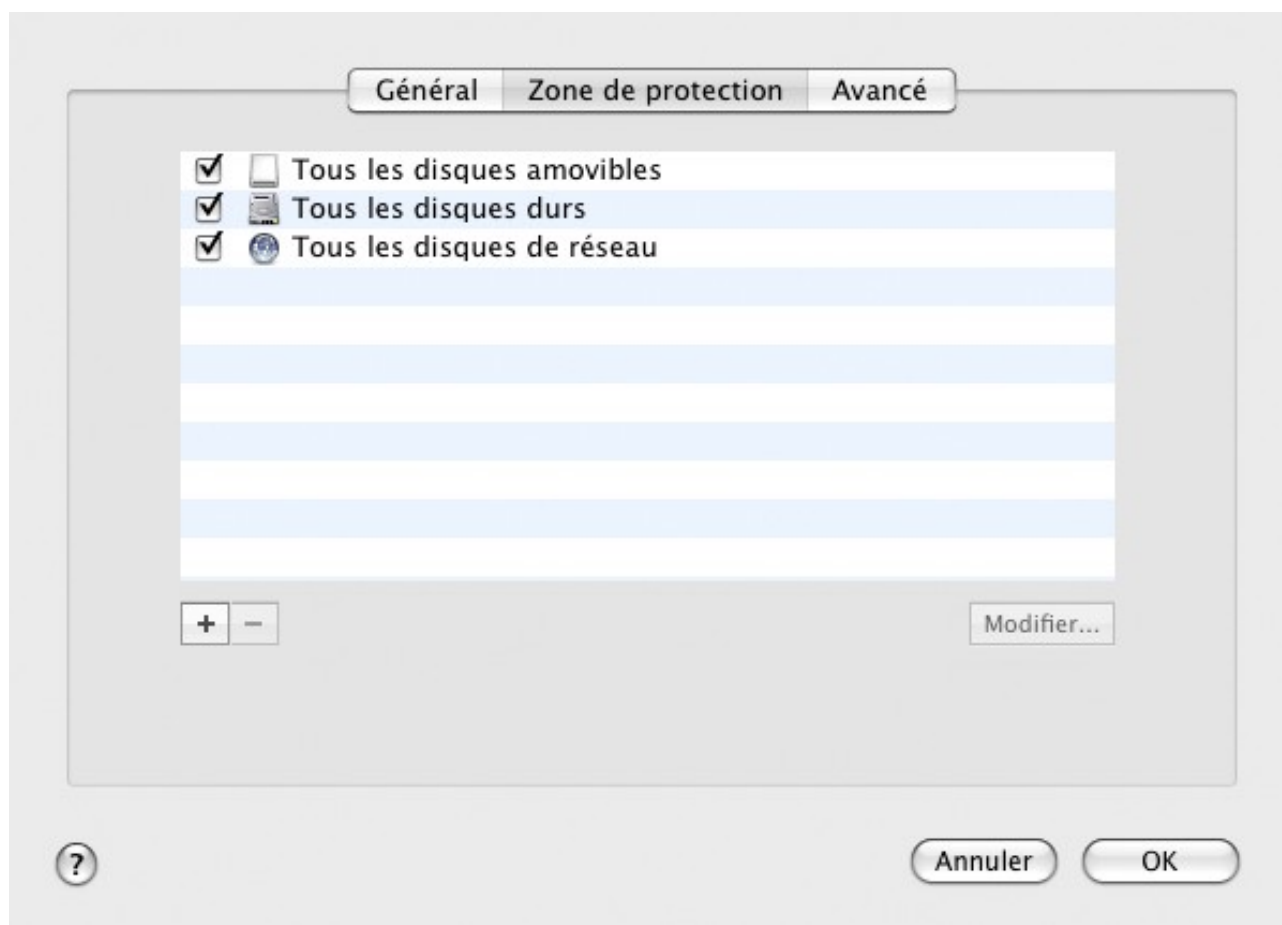 Général Zone de protection Avancé
Tous les disques amovibles
Tous les disques durs
Tous les disques de réseau
+ − Modifier...
? Annuler OK